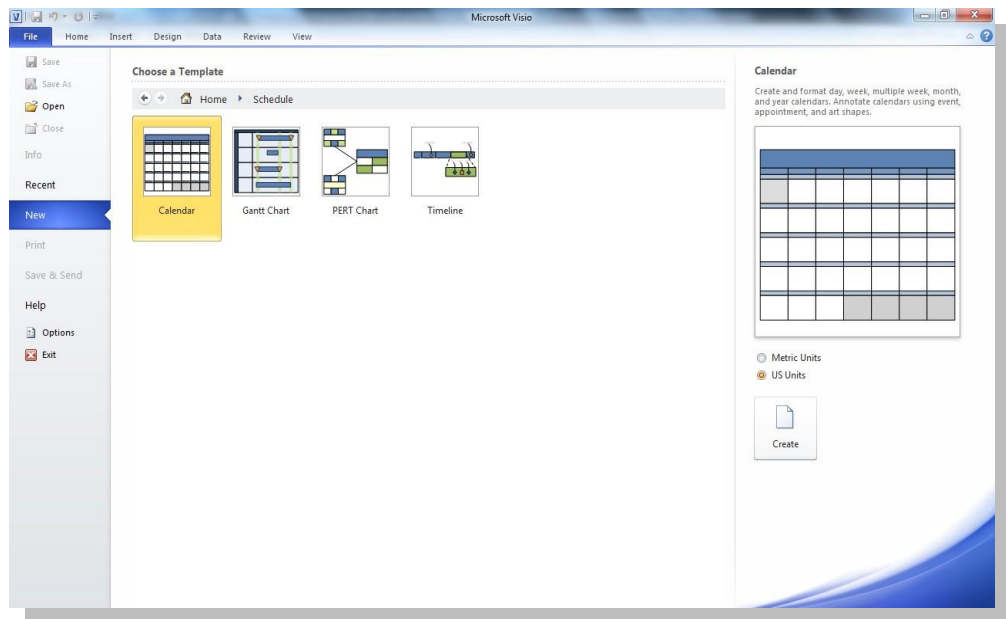 Microsoft Visio
File Home Insert Design Data Review View
Save
Save As
Open
Close
Info
Recent
New
Print
Save & Send
Help
Options
Exit
Choose a Template
Home Schedule
Calendar Gantt Chart PERT Chart Timeline
Calendar
Create and format day, week, multiple week, month,
and year calendars. Annotate calendars using event,
appointment, and art shapes.
Metric Units
US Units
Create